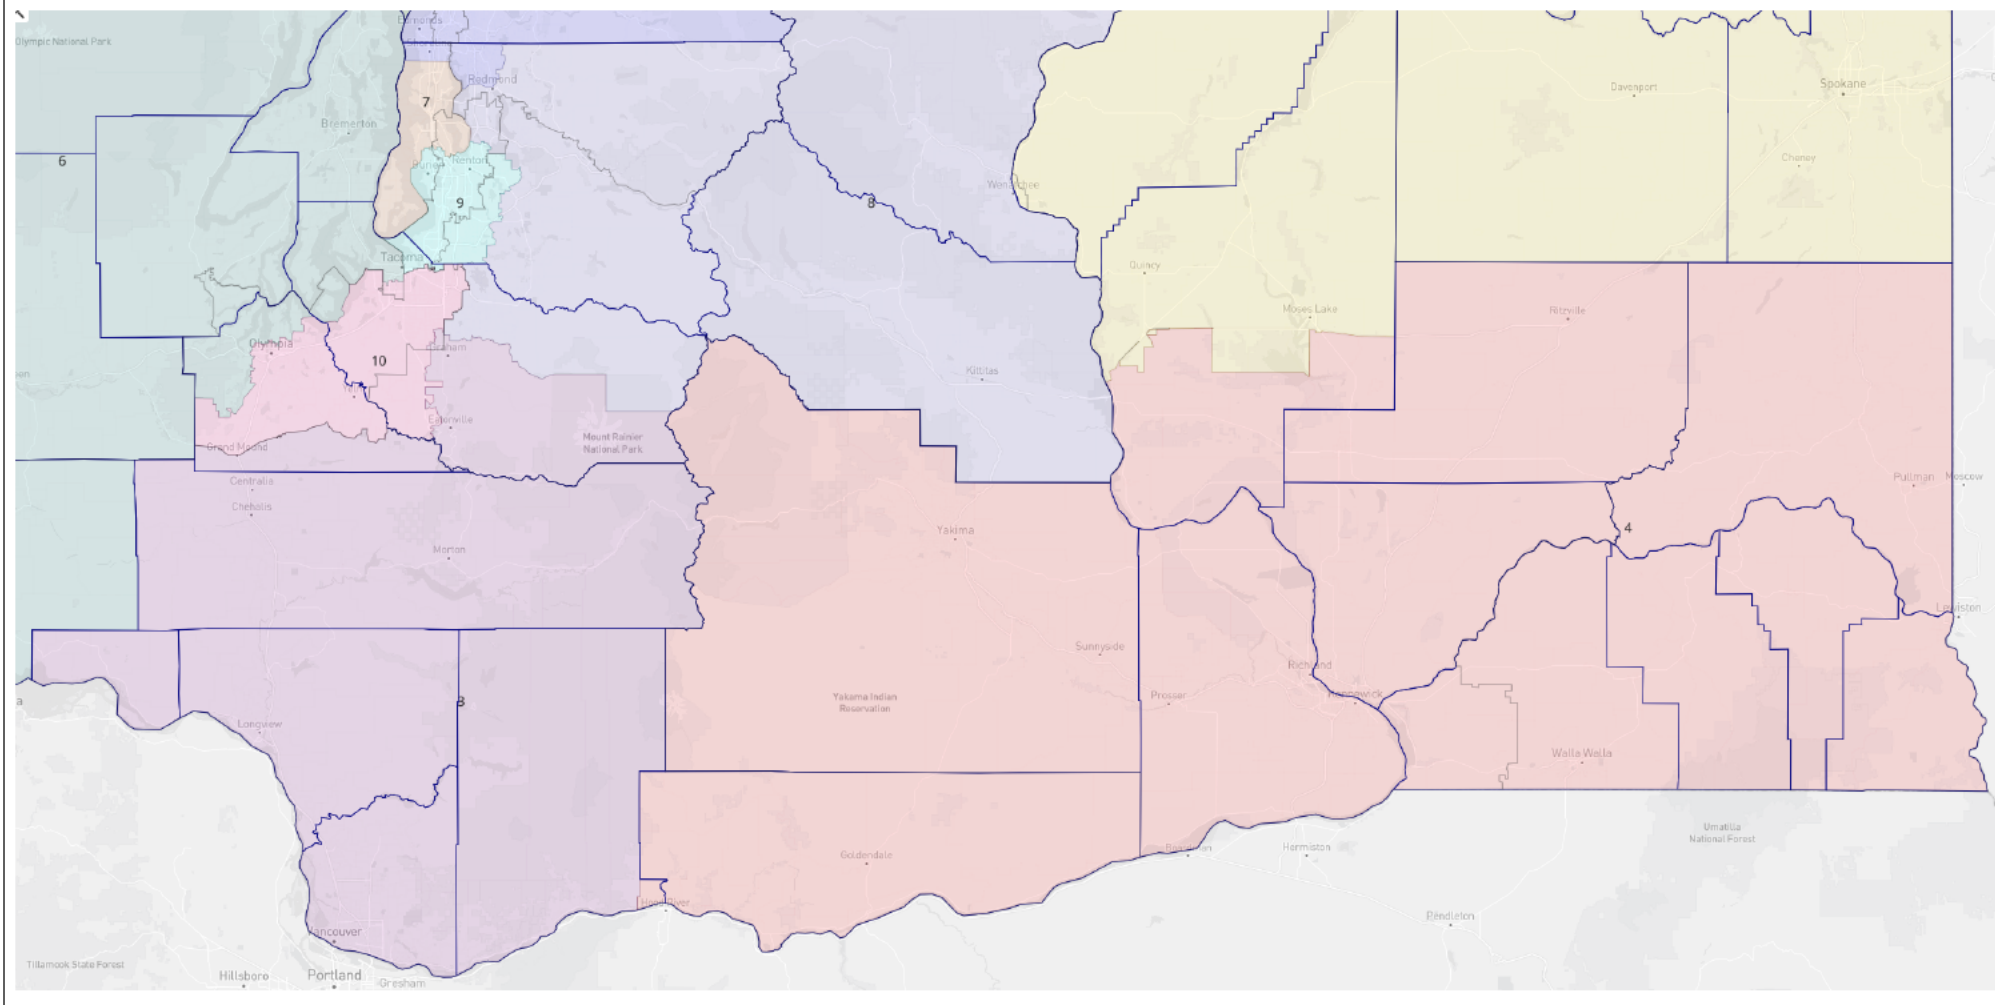 Edmonds
Olympic National Park
Shoreline
Redmond
7
Spokane
Davenport
Bremerton
6
Cheney
Burien
Renton
Wenatchee
8
9
Tacoma
Quincy
Moses Lake
Ritzville
Olympia
Graham
10
Kittitas
Eatonville
Mount Rainier
National Park
Grand Mound
Centralia
Pullman
Moscow
Chehalis
4
Yakima
Morton
Lewiston
Sunnyside
Richland
Yakama Indian
Reservation
Prosser
Kennewick
3
a
Longview
Walla Walla
Umatilla
National Forest
Goldendale
Boardman
Hermiston
Hood River
Pendleton
Vancouver
Tillamook State Forest
Hillsboro
Portland
Gresham